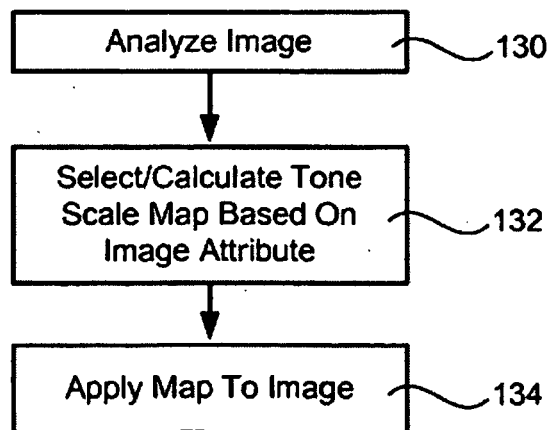 Analyze Image
130
Select/Calculate Tone
Scale Map Based On
Image Attribute
132
Apply Map To Image
134